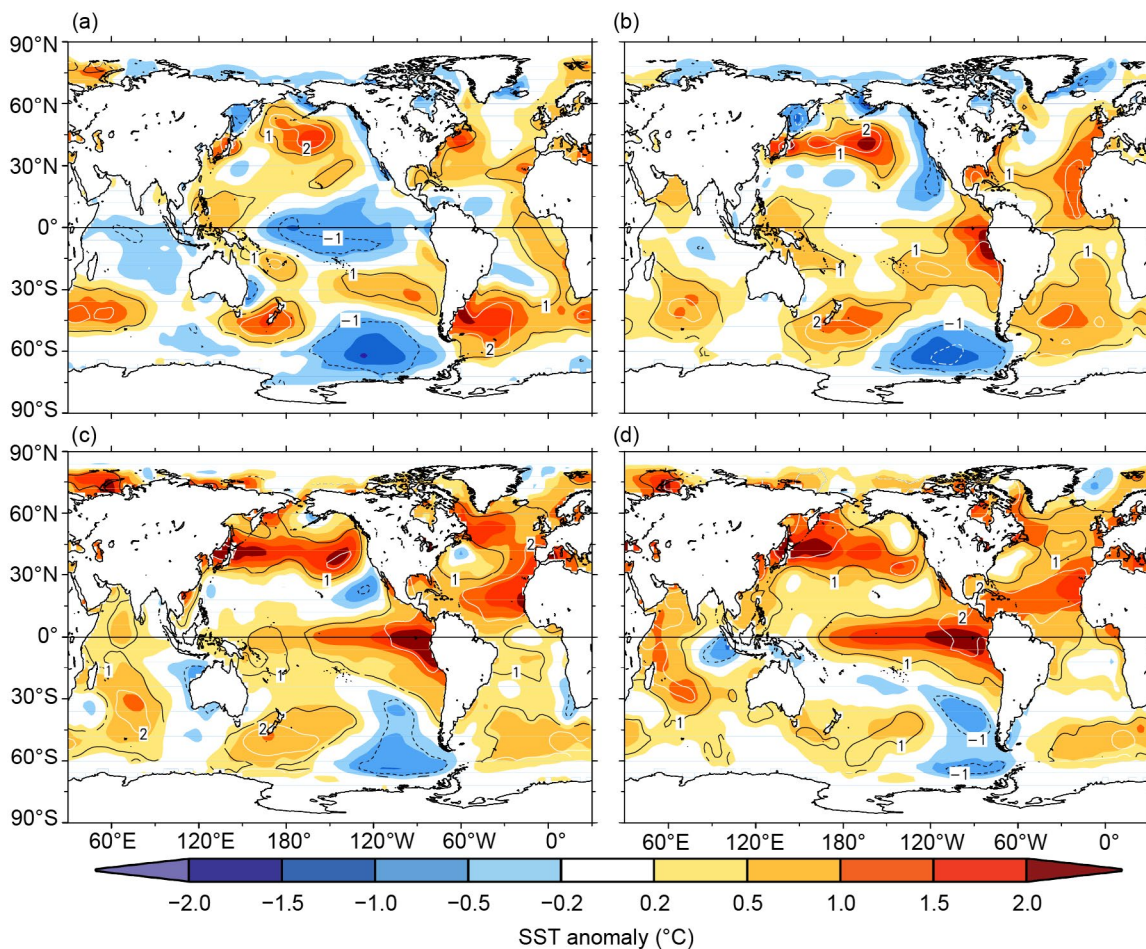 (a) (b)
90°N
60°N
30°N
0°
30°S
60°S
90°S
1 2 −1 1 1 −1 1 2
2 1 1 1 1 2 −1
(c) (d)
90°N
60°N
30°N
0°
30°S
60°S
90°S
2 1 1 1 1 1 2 2
1 2 2 1 1 1 −1 −1
60°E 120°E 180° 120°W 60°W 0° 60°E 120°E 180° 120°W 60°W 0°
−2.0 −1.5 −1.0 −0.5 −0.2 0.2 0.5 1.0 1.5 2.0
SST anomaly (°C)